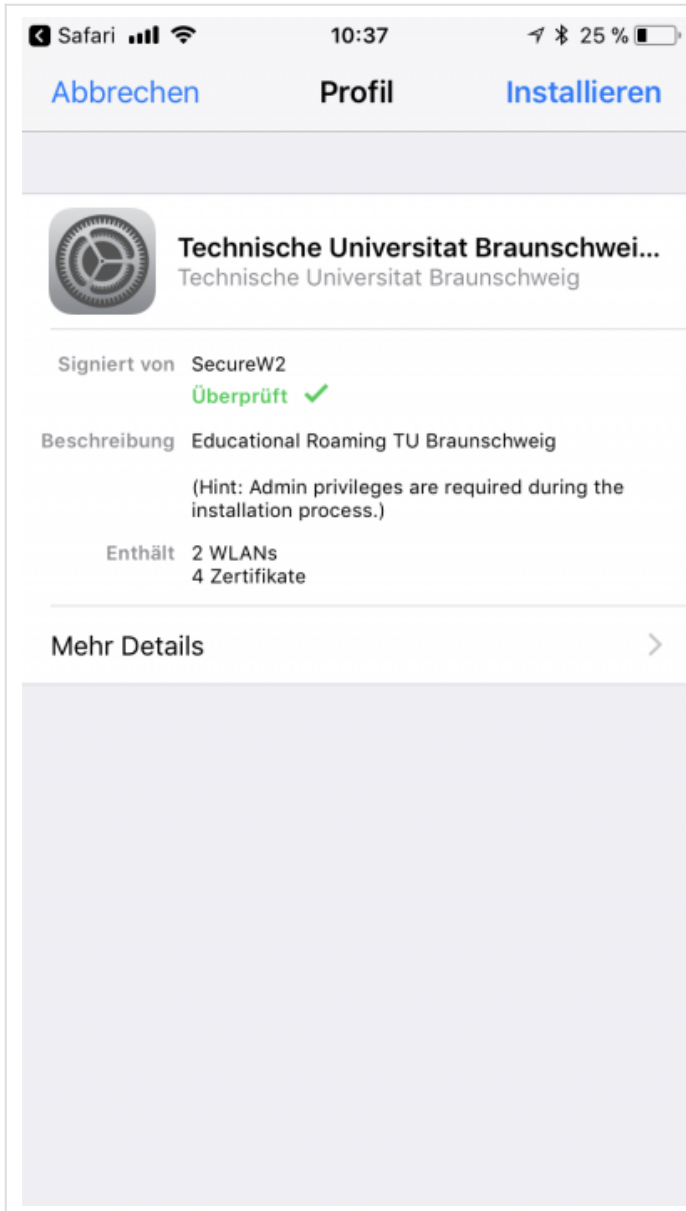 Safari 10:37 25 %
Abbrechen Profil Installieren
Technische Universitat Braunschwei...
Technische Universitat Braunschweig
Signiert von SecureW2
Überprüft
Beschreibung Educational Roaming TU Braunschweig
(Hint: Admin privileges are required during the
installation process.)
Enthält 2 WLANs
4 Zertifikate
Mehr Details